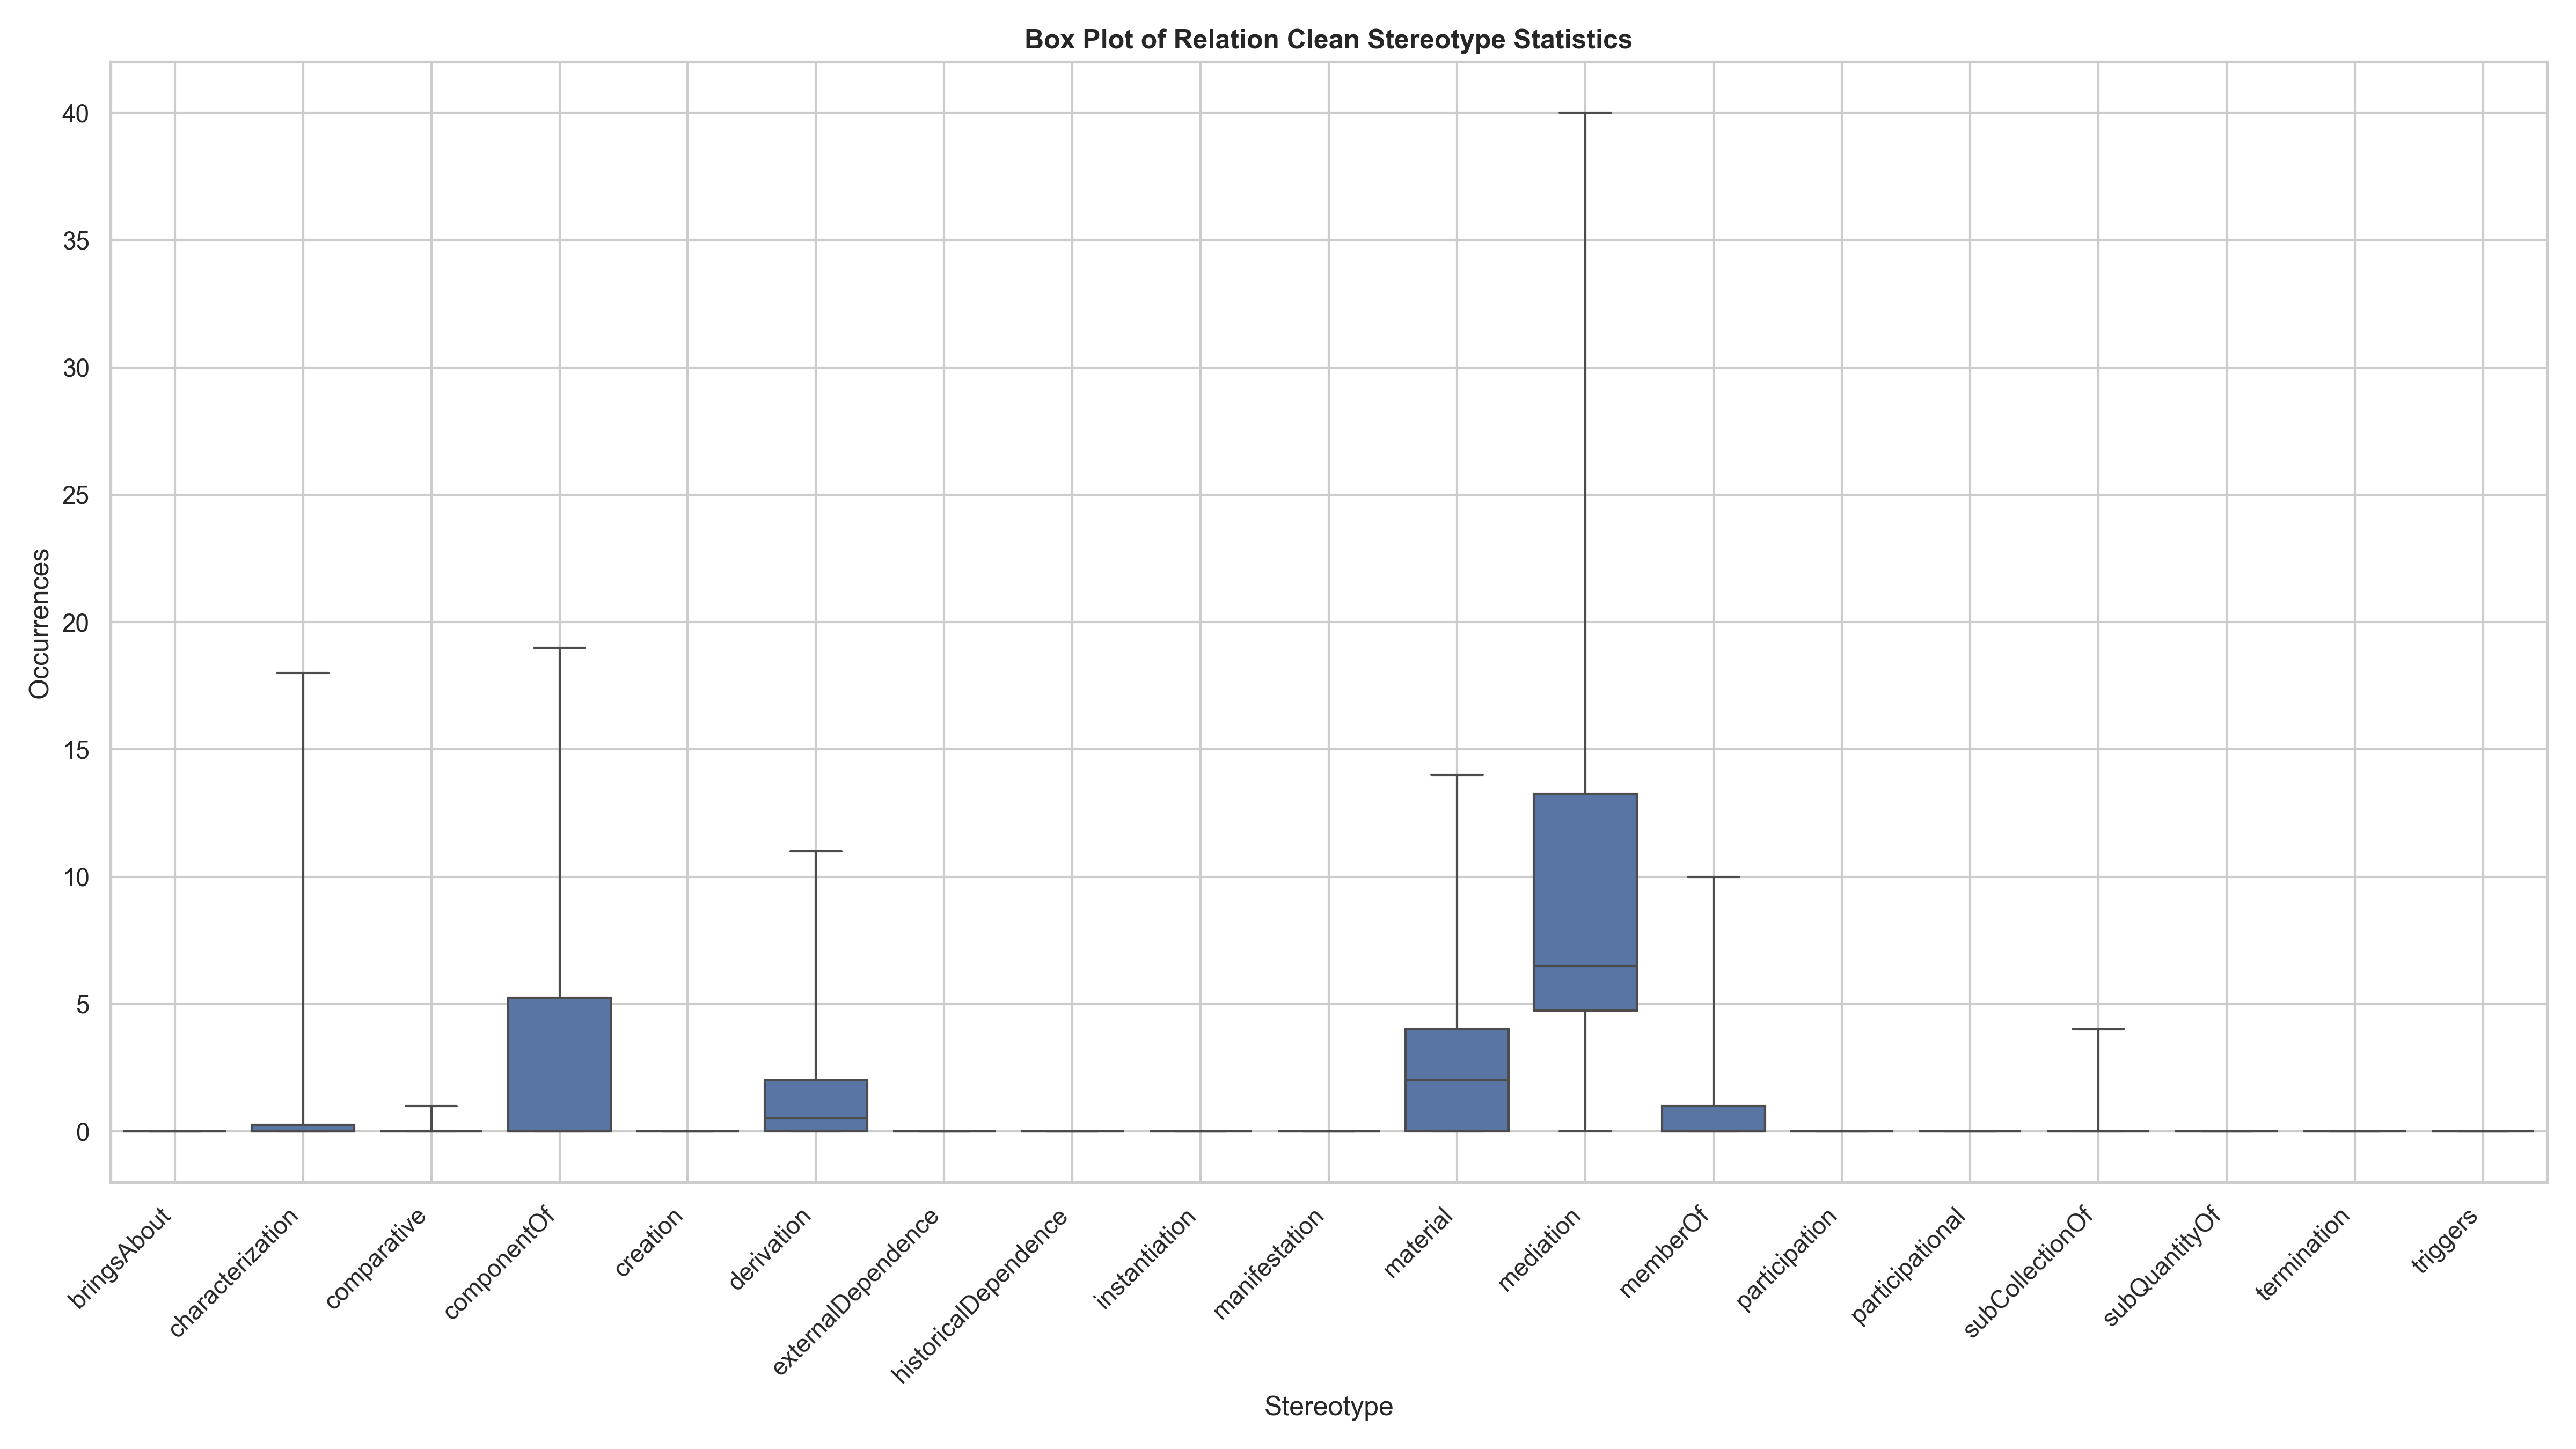 Box Plot of Relation Clean Stereotype Statistics
Occurrences
40
35
30
25
20
15
10
5
0
bringsAbout
characterization
comparative
componentOf
creation
derivation
externalDependence
historicalDependence
instantiation
manifestation
material
mediation
memberOf
participation
participational
subCollectionOf
subQuantityOf
termination
triggers
Stereotype